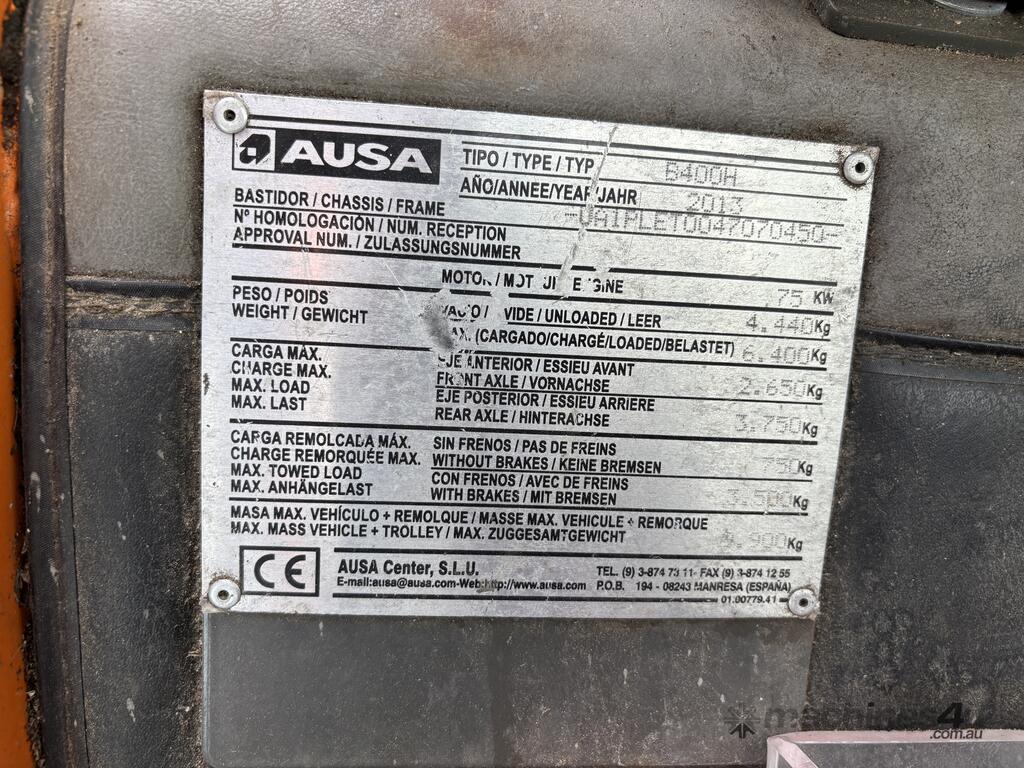 AUSA
TIPO / TYPE / TYP B400H
AÑO/ANNEE/YEAR/JAHR 2013
BASTIDOR / CHASSIS / FRAME
Nº HOMOLOGACIÓN / NUM. RECEPTION
APPROVAL NUM. / ZULASSUNGSNUMMER
MOTOR / ENGINE 75 KW
PESO / POIDS
WEIGHT / GEWICHT
VIDE / UNLOADED / LEER 4.440Kg
(CARGADO/CHARGÉ/LOADED/BELASTET) 6.400Kg
CARGA MÁX.
CHARGE MAX.
MAX. LOAD
MAX. LAST
EJE ANTERIOR / ESSIEU AVANT
FRONT AXLE / VORNACHSE 2.650Kg
EJE POSTERIOR / ESSIEU ARRIERE
REAR AXLE / HINTERACHSE 3.750Kg
CARGA REMOLCADA MÁX.
CHARGE REMORQUÉE MAX.
MAX. TOWED LOAD
MAX. ANHÄNGELAST
SIN FRENOS / PAS DE FREINS
WITHOUT BRAKES / KEINE BREMSEN 750Kg
CON FRENOS / AVEC DE FREINS
WITH BRAKES / MIT BREMSEN 3.500Kg
MASA MAX. VEHÍCULO + REMOLQUE / MASSE MAX. VEHICULE + REMORQUE
MAX. MASS VEHICLE + TROLLEY / MAX. ZUGGESAMTGEWICHT 9.900Kg
CE
AUSA Center, S.L.U.
E-mail:ausa@ausa.com-Web:http://www.ausa.com
TEL. (9) 3-874 73 11- FAX (9) 3-874 12 55
P.O.B. 194 - 08243 MANRESA (ESPAÑA)
01.00779.41
machines4u
.com.au